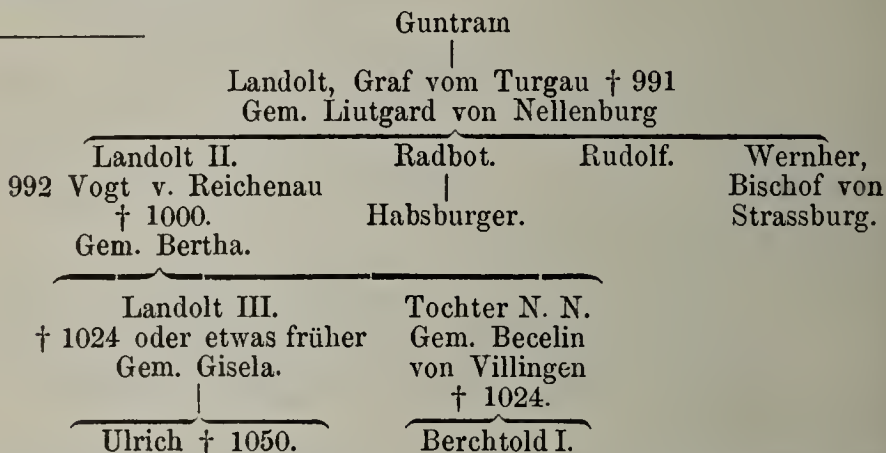 Guntram
Landolt, Graf vom Turgau † 991
Gem. Liutgard von Nellenburg
Landolt II. Radbot. Rudolf. Wernher,
992 Vogt v. Reichenau Bischof von
† 1000. Habsburger. Strassburg.
Gem. Bertha.
Landolt III. Tochter N. N.
† 1024 oder etwas früher Gem. Becelin
Gem. Gisela. von Villingen
† 1024.
Ulrich † 1050. Berchtold I.